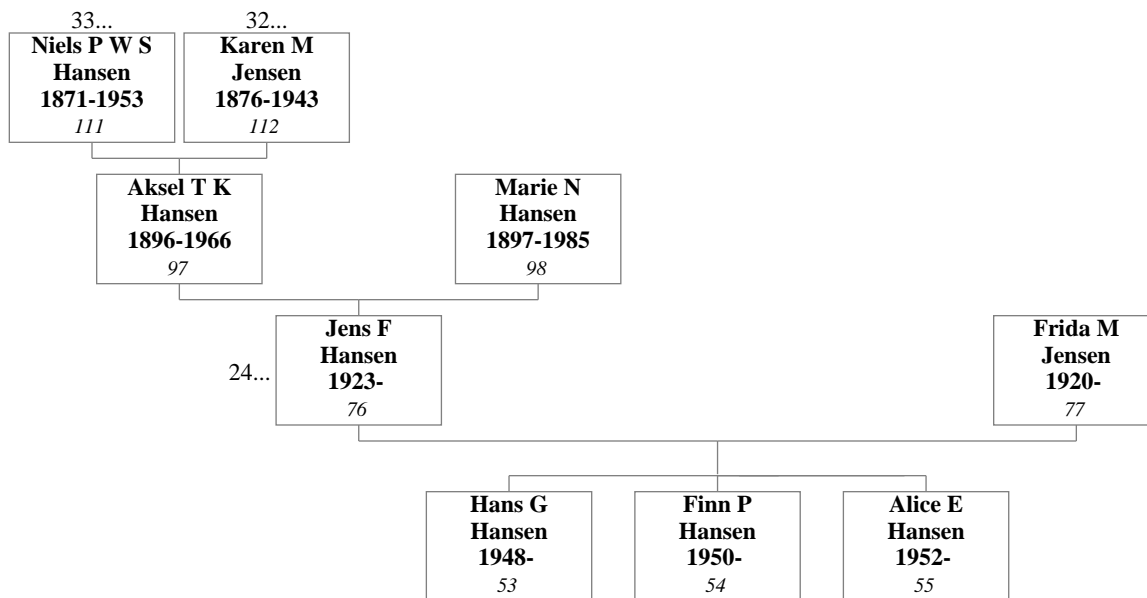 33...
32...
Niels P W S
Hansen
1871-1953
111
Karen M
Jensen
1876-1943
112
Aksel T K
Hansen
1896-1966
97
Marie N
Hansen
1897-1985
98
24...
Jens F
Hansen
1923-
76
Frida M
Jensen
1920-
77
Hans G
Hansen
1948-
53
Finn P
Hansen
1950-
54
Alice E
Hansen
1952-
55